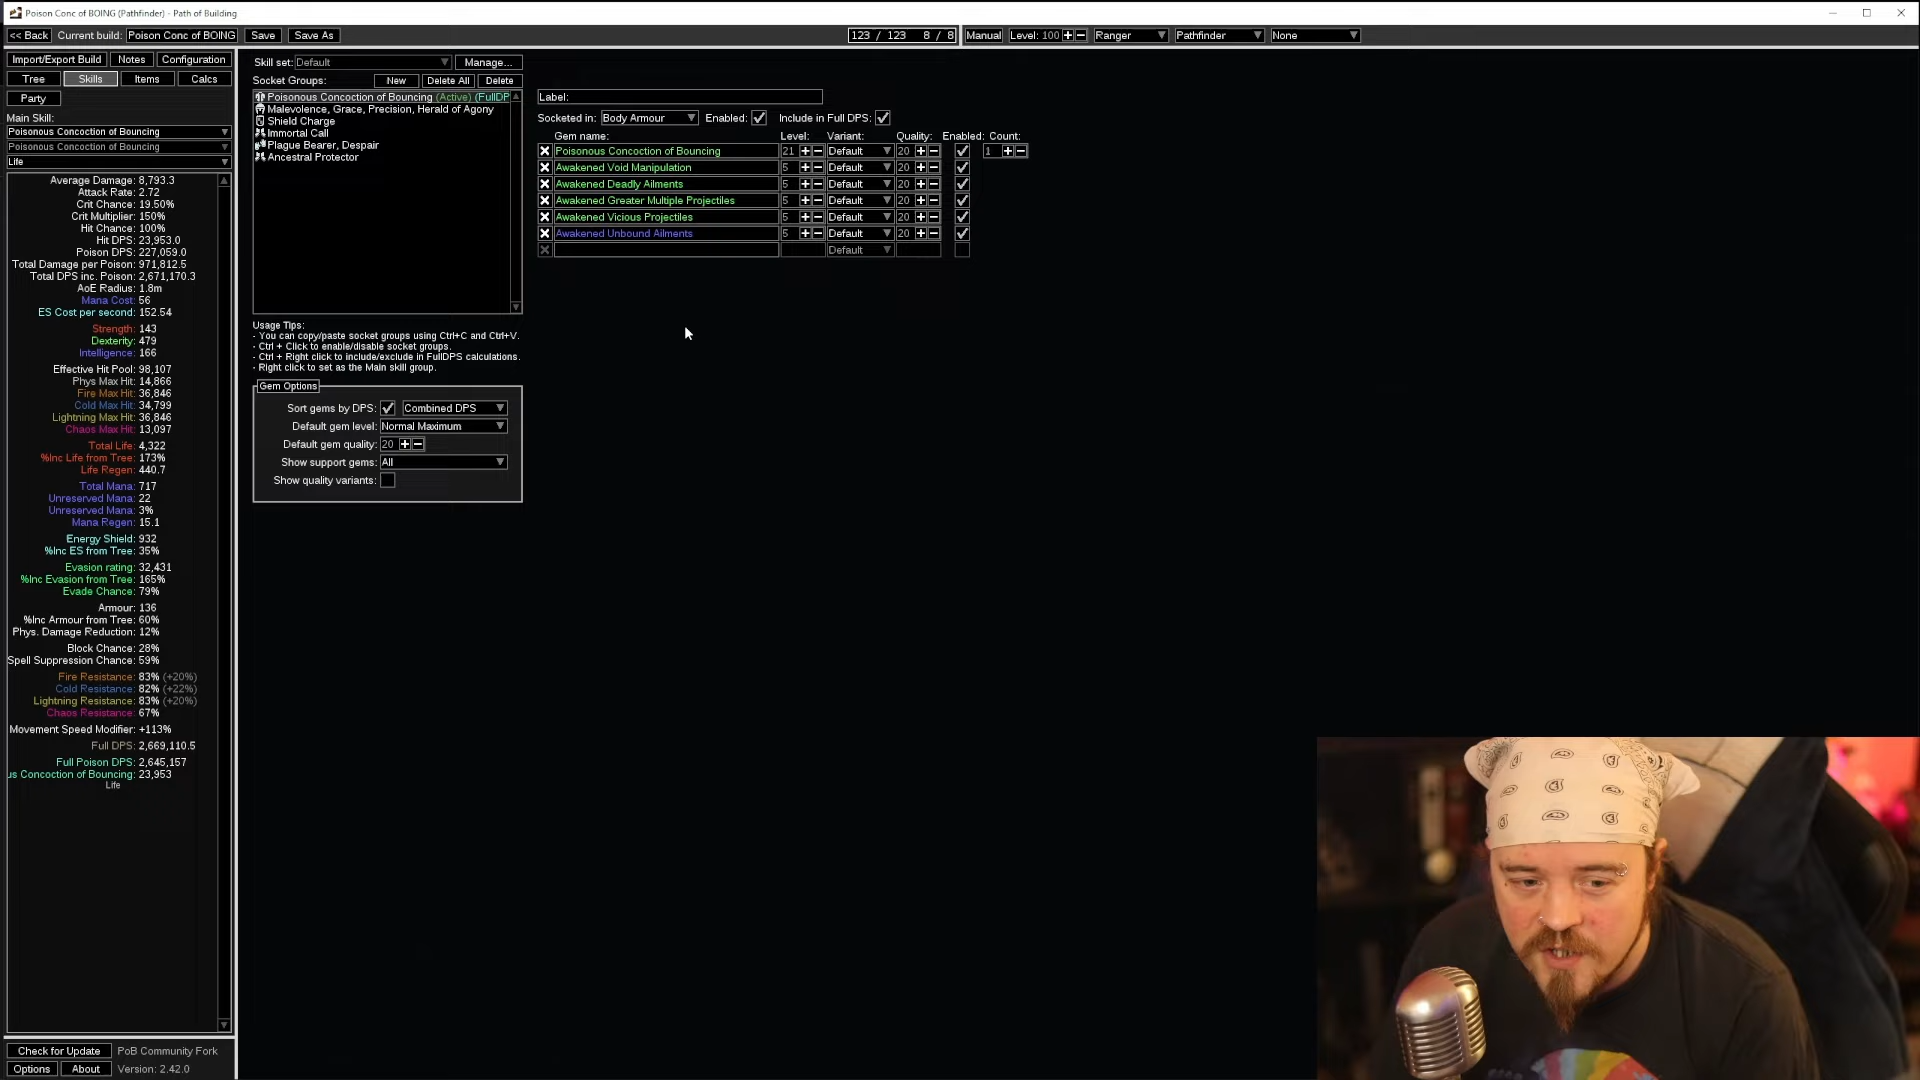 Poison Conc of BOING (Pathfinder) - Path of Building
<< Back Current build: Poison Conc of BOING Save Save As 123 / 123 8 / 8 Manual Level: 100 Ranger Pathfinder None
Import/Export Build Notes Configuration
Tree Skills Items Calcs
Party
Main Skill:
Poisonous Concoction of Bouncing
Poisonous Concoction of Bouncing
Life
Average Damage: 8,793.3
Attack Rate: 2.72
Crit Chance: 19.50%
Crit Multiplier: 150%
Hit Chance: 100%
Hit DPS: 23,953.0
Poison DPS: 227,059.0
Total Damage per Poison: 971,812.5
Total DPS inc. Poison: 2,671,170.3
AoE Radius: 1.8m
Mana Cost: 56
ES Cost per second: 152.54
Strength: 143
Dexterity: 479
Intelligence: 166
Effective Hit Pool: 98,107
Phys Max Hit: 14,866
Fire Max Hit: 36,846
Cold Max Hit: 34,799
Lightning Max Hit: 36,846
Chaos Max Hit: 13,097
Total Life: 4,322
%Inc Life from Tree: 173%
Life Regen: 440.7
Total Mana: 717
Unreserved Mana: 22
Unreserved Mana: 3%
Mana Regen: 15.1
Energy Shield: 932
%Inc ES from Tree: 35%
Evasion rating: 32,431
%Inc Evasion from Tree: 165%
Evade Chance: 79%
Armour: 136
%Inc Armour from Tree: 60%
Phys. Damage Reduction: 12%
Block Chance: 28%
Spell Suppression Chance: 59%
Fire Resistance: 83% (+20%)
Cold Resistance: 82% (+22%)
Lightning Resistance: 83% (+20%)
Chaos Resistance: 67%
Movement Speed Modifier: +113%
Full DPS: 2,669,110.5
Full Poison DPS: 2,645,157
us Concoction of Bouncing: 23,953
Life
Check for Update PoB Community Fork
Options About Version: 2.42.0
Skill set: Default Manage...
Socket Groups: New Delete All Delete
Poisonous Concoction of Bouncing (Active) (FullDP
Malevolence, Grace, Precision, Herald of Agony
Shield Charge
Immortal Call
Plague Bearer, Despair
Ancestral Protector
Usage Tips:
- You can copy/paste socket groups using Ctrl+C and Ctrl+V.
- Ctrl + Click to enable/disable socket groups.
- Ctrl + Right click to include/exclude in FullDPS calculations.
- Right click to set as the Main skill group.
Gem Options
Sort gems by DPS: Combined DPS
Default gem level: Normal Maximum
Default gem quality: 20
Show support gems: All
Show quality variants:
Label:
Socketed in: Body Armour Enabled: Include in Full DPS:
Gem name: Level: Variant: Quality: Enabled: Count:
Poisonous Concoction of Bouncing 21 Default 20 1
Awakened Void Manipulation 5 Default 20
Awakened Deadly Ailments 5 Default 20
Awakened Greater Multiple Projectiles 5 Default 20
Awakened Vicious Projectiles 5 Default 20
Awakened Unbound Ailments 5 Default 20
Default